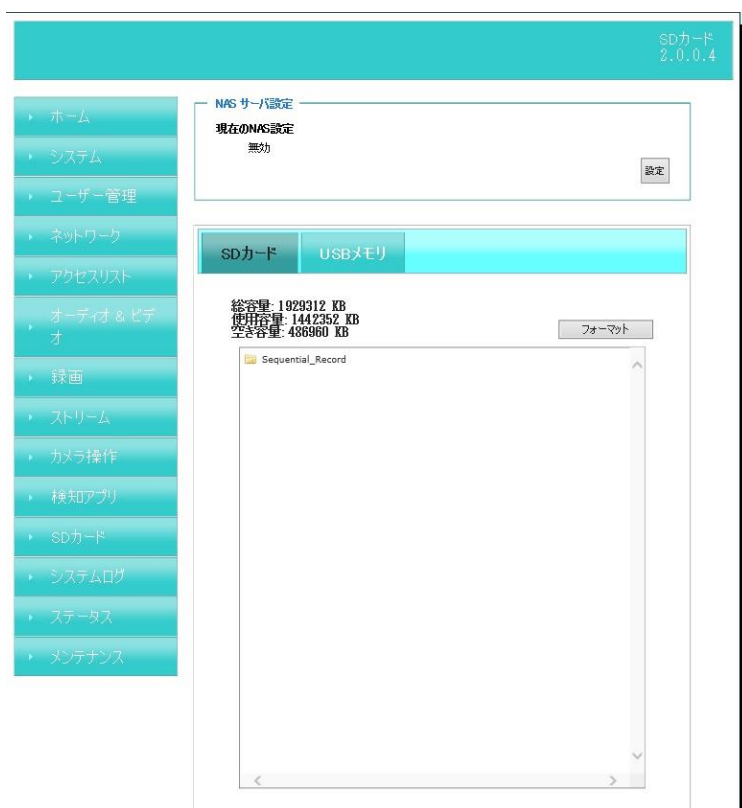 SDカード
2.0.0.4
ホーム
システム
ユーザー管理
ネットワーク
アクセスリスト
オーディオ & ビデ
オ
録画
ストリーム
カメラ操作
検知アプリ
SDカード
システムログ
ステータス
メンテナンス
NAS サーバ設定
現在のNAS設定
無効
設定
SDカード
USBメモリ
総容量: 1929312 KB
使用容量: 1442352 KB
空き容量: 486960 KB
フォーマット
Sequential_Record